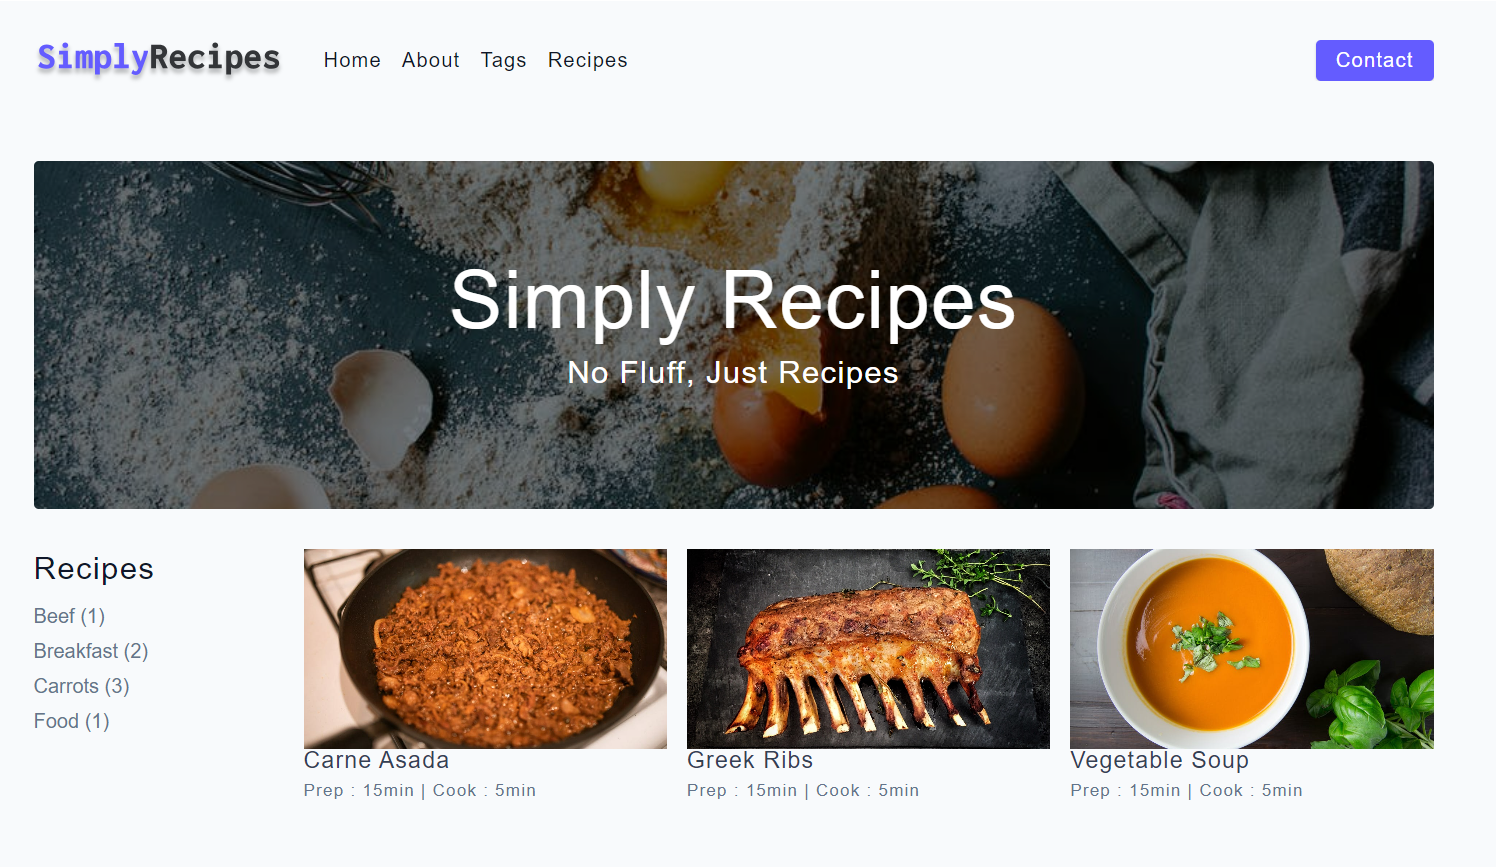 SimplyRecipes
Home About Tags Recipes
Contact
Simply Recipes
No Fluff, Just Recipes
Recipes
Beef (1)
Breakfast (2)
Carrots (3)
Food (1)
Carne Asada
Prep : 15min | Cook : 5min
Greek Ribs
Prep : 15min | Cook : 5min
Vegetable Soup
Prep : 15min | Cook : 5min